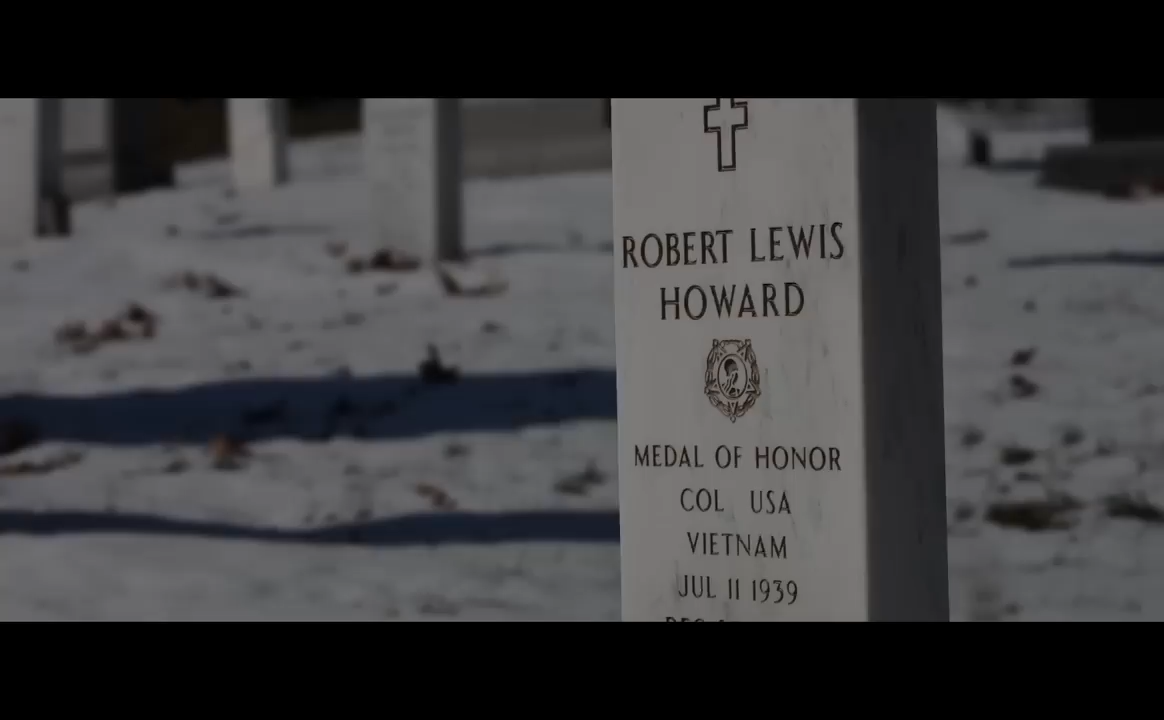 ROBERT LEWIS
HOWARD
MEDAL OF HONOR
COL USA
VIETNAM
JUL 11 1939